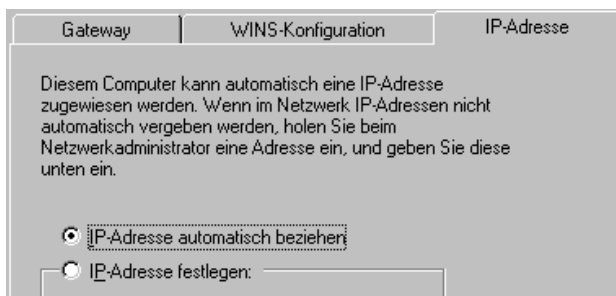 Gateway
WINS-Konfiguration
IP-Adresse
Diesem Computer kann automatisch eine IP-Adresse
zugewiesen werden. Wenn im Netzwerk IP-Adressen nicht
automatisch vergeben werden, holen Sie beim
Netzwerkadministrator eine Adresse ein, und geben Sie diese
unten ein.
IP-Adresse automatisch beziehen
IP-Adresse festlegen: